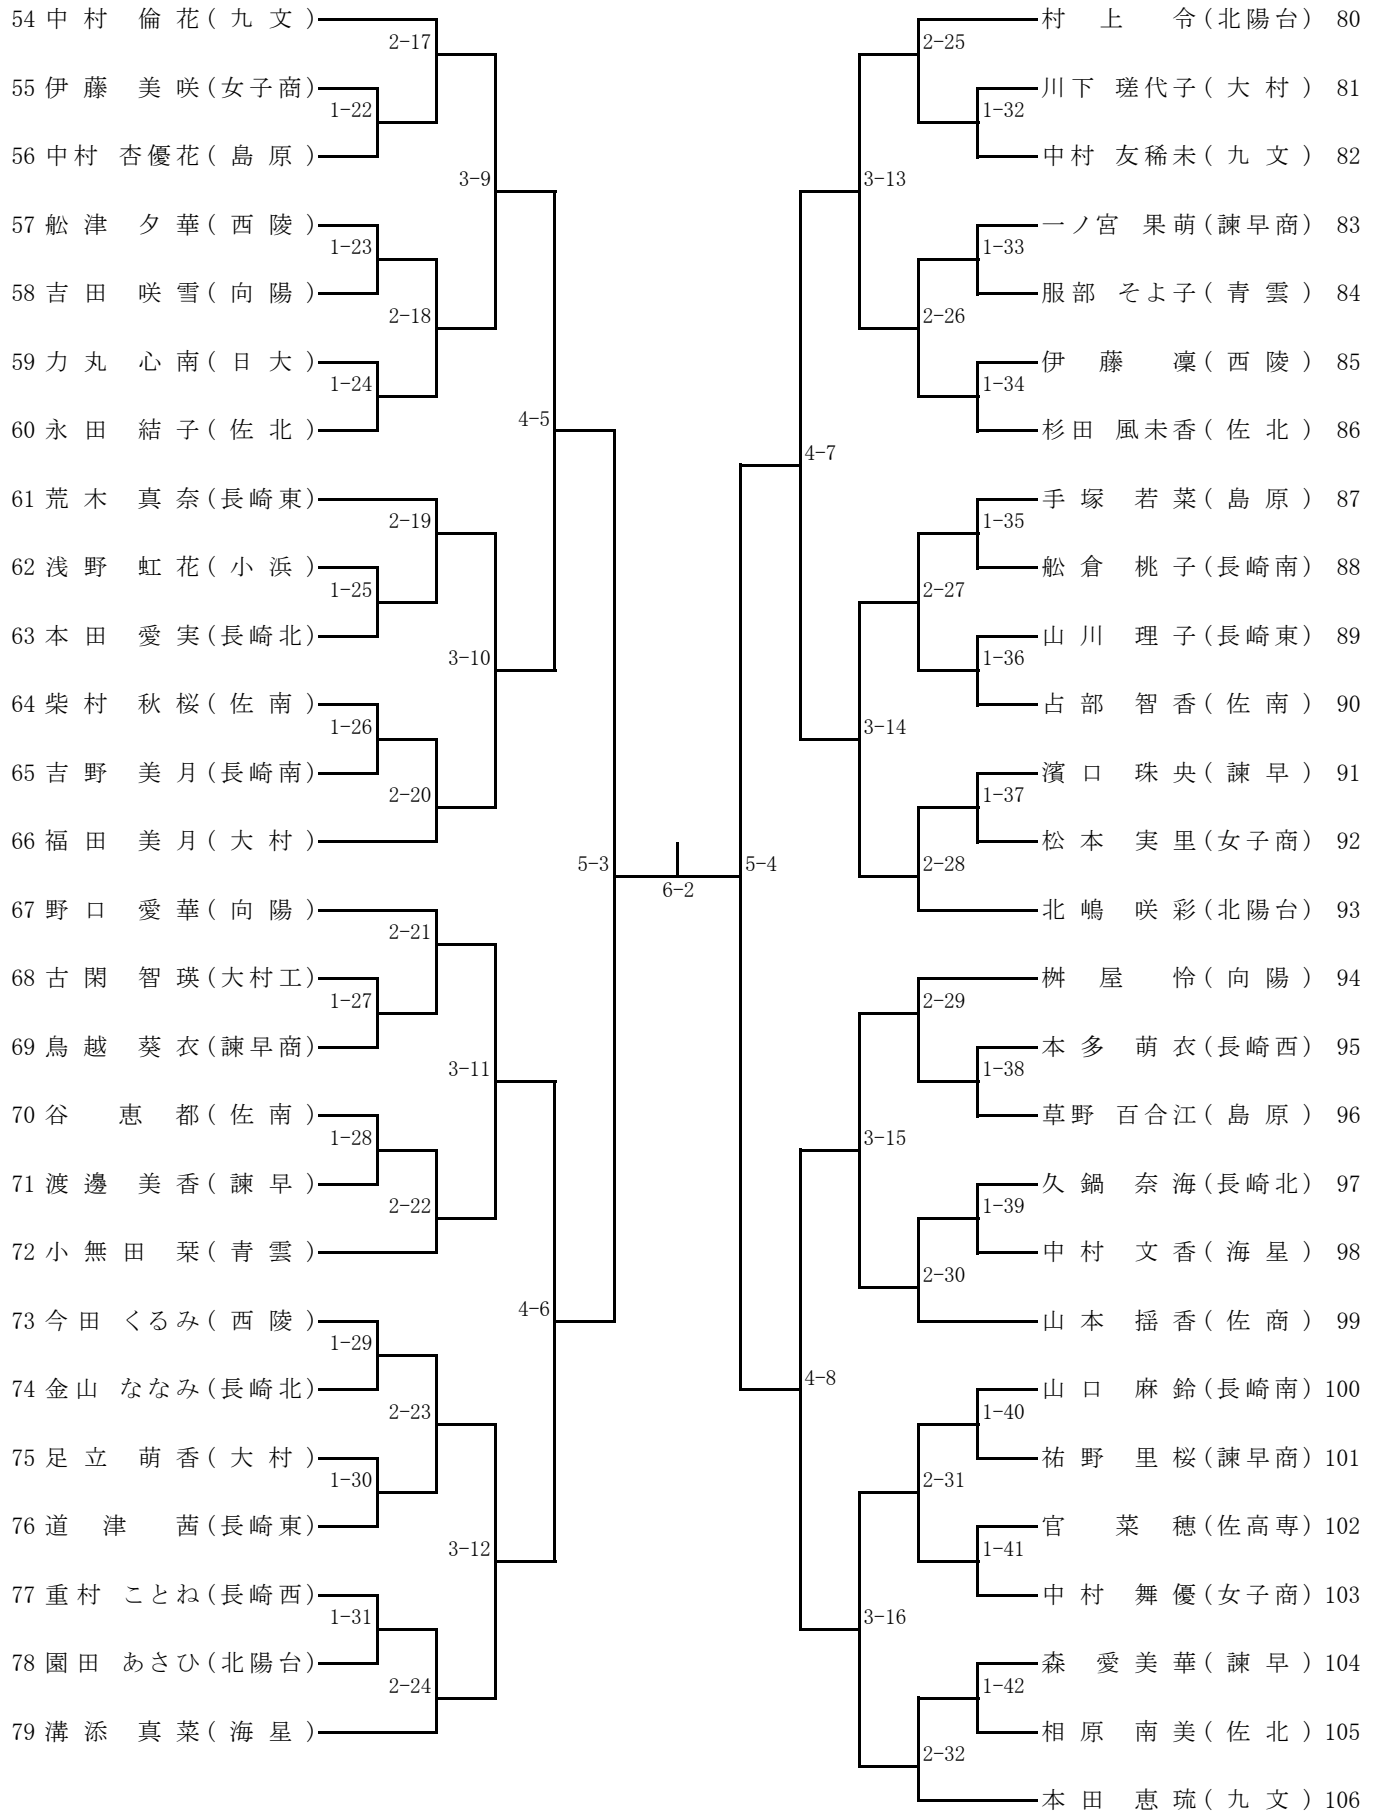 54 中村 倫花(九文)
2-17
55 伊藤 美咲(女子商)
1-22
56 中村 杏優花(島原)
3-9
57 舩津 夕華(西陵)
1-23
58 吉田 咲雪(向陽)
2-18
59 力丸 心南(日大)
1-24
60 永田 結子(佐北)
4-5
61 荒木 真奈(長崎東)
2-19
62 浅野 虹花(小浜)
1-25
63 本田 愛実(長崎北)
3-10
64 柴村 秋桜(佐南)
1-26
65 吉野 美月(長崎南)
2-20
66 福田 美月(大村)
5-3
67 野口 愛華(向陽)
2-21
68 古閑 智瑛(大村工)
1-27
69 鳥越 葵衣(諫早商)
3-11
70 谷 恵都(佐南)
1-28
71 渡邊 美香(諫早)
2-22
72 小無田 栞(青雲)
4-6
73 今田 くるみ(西陵)
1-29
74 金山 ななみ(長崎北)
2-23
75 足立 萌香(大村)
1-30
76 道津 茜(長崎東)
3-12
77 重村 ことね(長崎西)
1-31
78 園田 あさひ(北陽台)
2-24
79 溝添 真菜(海星)
6-2
村上 令(北陽台) 80
2-25
川下 瑳代子(大村) 81
1-32
中村 友稀未(九文) 82
3-13
一ノ宮 果萌(諫早商) 83
1-33
服部 そよ子(青雲) 84
2-26
伊藤 凜(西陵) 85
1-34
杉田 風未香(佐北) 86
4-7
手塚 若菜(島原) 87
1-35
舩倉 桃子(長崎南) 88
2-27
山川 理子(長崎東) 89
1-36
占部 智香(佐南) 90
3-14
濱口 珠央(諫早) 91
1-37
松本 実里(女子商) 92
2-28
5-4
北嶋 咲彩(北陽台) 93
桝屋 怜(向陽) 94
2-29
本多 萌衣(長崎西) 95
1-38
草野 百合江(島原) 96
3-15
久鍋 奈海(長崎北) 97
1-39
中村 文香(海星) 98
2-30
山本 揺香(佐商) 99
4-8
山口 麻鈴(長崎南) 100
1-40
祐野 里桜(諫早商) 101
2-31
官 菜穂(佐高専) 102
1-41
中村 舞優(女子商) 103
3-16
森 愛美華(諫早) 104
1-42
相原 南美(佐北) 105
2-32
本田 恵琉(九文) 106